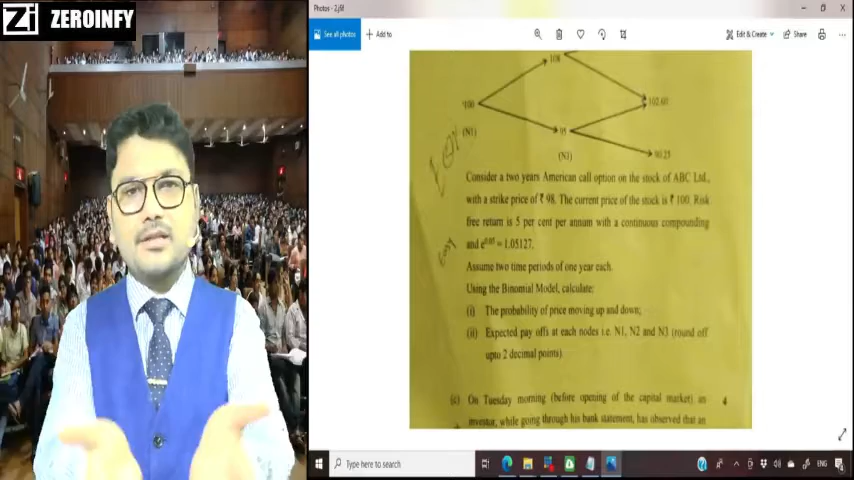 Zi ZEROINFY
Photos - 2.jfif
See all photos
+ Add to
Edit & Create
Share
108
100
102.60
95
(N1)
90.25
(N3)
Consider a two years American call option on the stock of ABC Ltd.,
with a strike price of ₹ 98. The current price of the stock is ₹ 100. Risk
free return is 5 per cent per annum with a continuous compounding
and e^0.05 = 1.05127.
Assume two time periods of one year each.
Using the Binomial Model, calculate:
(i) The probability of price moving up and down;
(ii) Expected pay offs at each nodes i.e. N1, N2 and N3 (round off
upto 2 decimal points)
Easy
(c) On Tuesday morning (before opening of the capital market) an
4
investor, while going through his bank statement, has observed that an
Type here to search
ENG